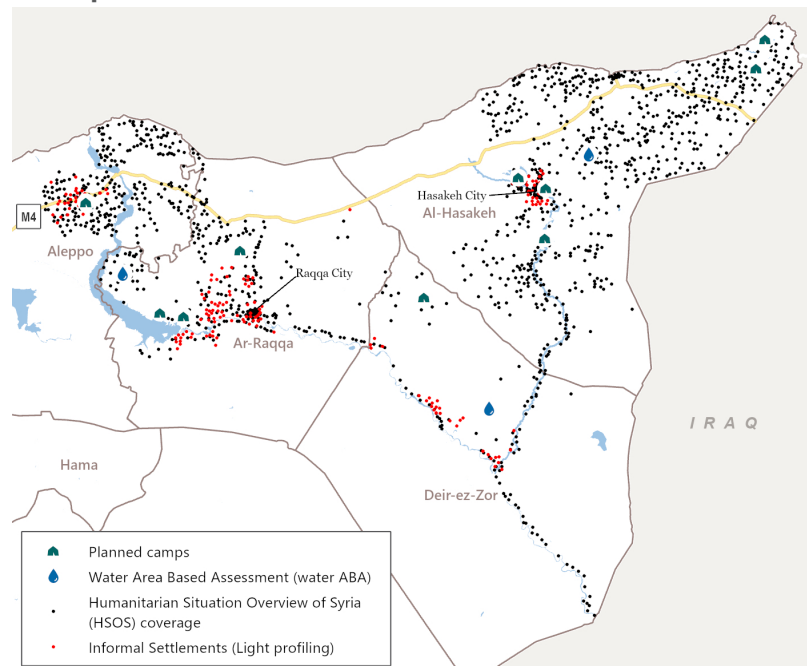 Hasakeh City
Al-Hasakeh
M4
Aleppo
Raqqa City
Ar-Raqqa
IRAQ
Hama
Deir-ez-Zor
Planned camps
Water Area Based Assessment (water ABA)
Humanitarian Situation Overview of Syria
(HSOS) coverage
Informal Settlements (Light profiling)